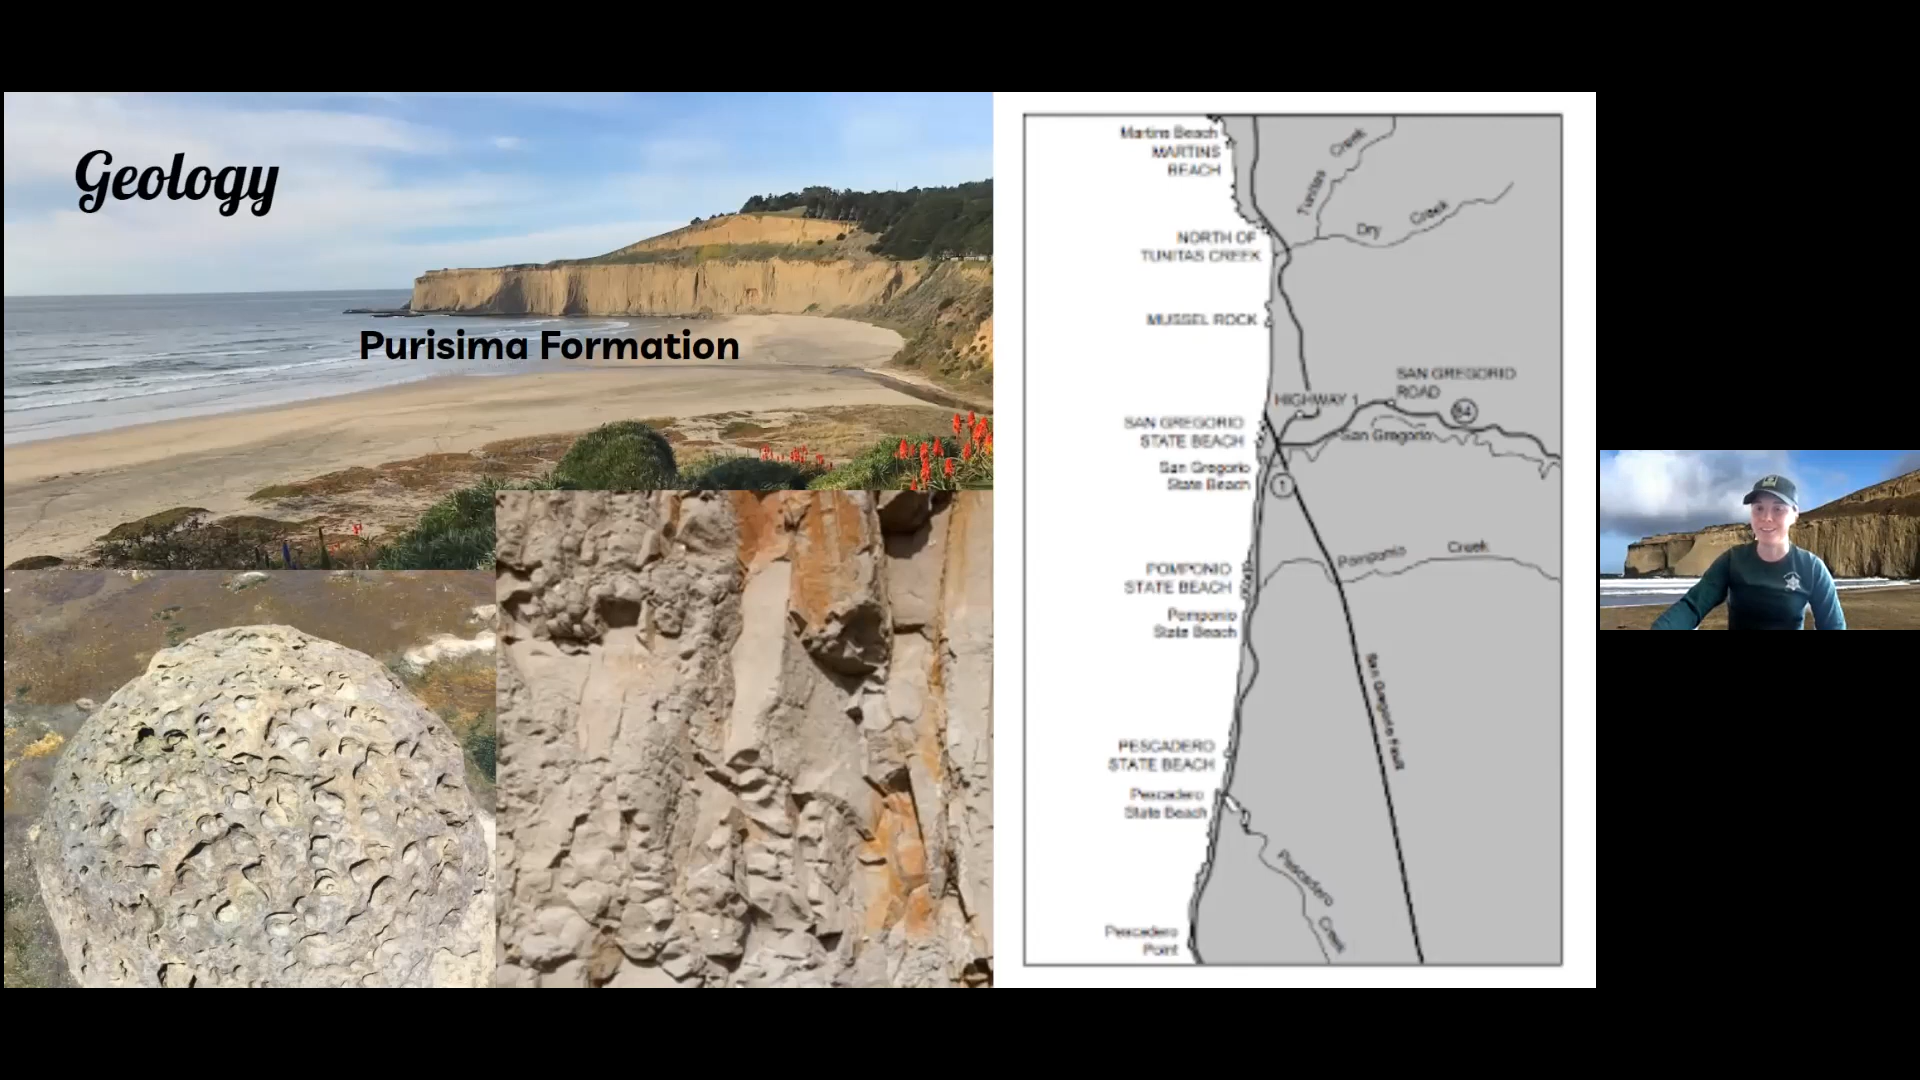 Geology
Purisima Formation
Martins Beach
MARTINS
BEACH
Tunitas Creek
Dry Creek
NORTH OF
TUNITAS CREEK
MUSSEL ROCK
SAN GREGORIO
ROAD
HIGHWAY 1
84
SAN GREGORIO
STATE BEACH
San Gregorio
San Gregorio
State Beach
1
POMPONIO
STATE BEACH
Pomponio Creek
Pomponio
State Beach
San Gregorio Fault
PESCADERO
STATE BEACH
Pescadero
State Beach
Pescadero Creek
Pescadero
Point